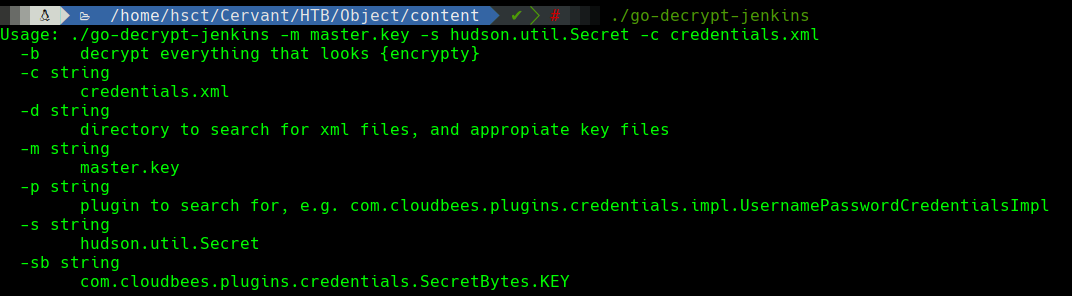 /home/hsct/Cervant/HTB/Object/content ✔ # ./go-decrypt-jenkins
Usage: ./go-decrypt-jenkins -m master.key -s hudson.util.Secret -c credentials.xml
  -b    decrypt everything that looks {encrypty}
  -c string
        credentials.xml
  -d string
        directory to search for xml files, and appropiate key files
  -m string
        master.key
  -p string
        plugin to search for, e.g. com.cloudbees.plugins.credentials.impl.UsernamePasswordCredentialsImpl
  -s string
        hudson.util.Secret
  -sb string
        com.cloudbees.plugins.credentials.SecretBytes.KEY